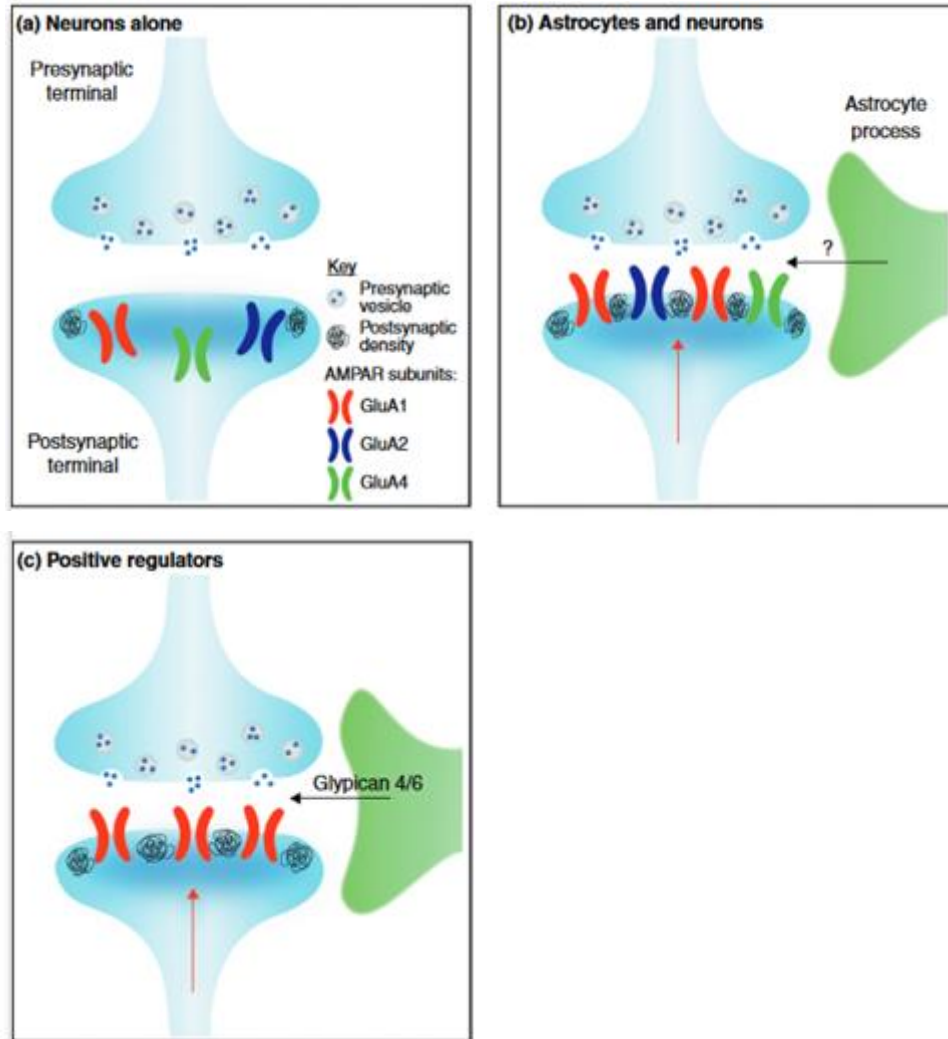 (a) Neurons alone
Presynaptic
terminal
Key
Presynaptic
vesicle
Postsynaptic
density
AMPAR subunits:
GluA1
GluA2
GluA4
Postsynaptic
terminal
(b) Astrocytes and neurons
Astrocyte
process
?
(c) Positive regulators
Glypican 4/6